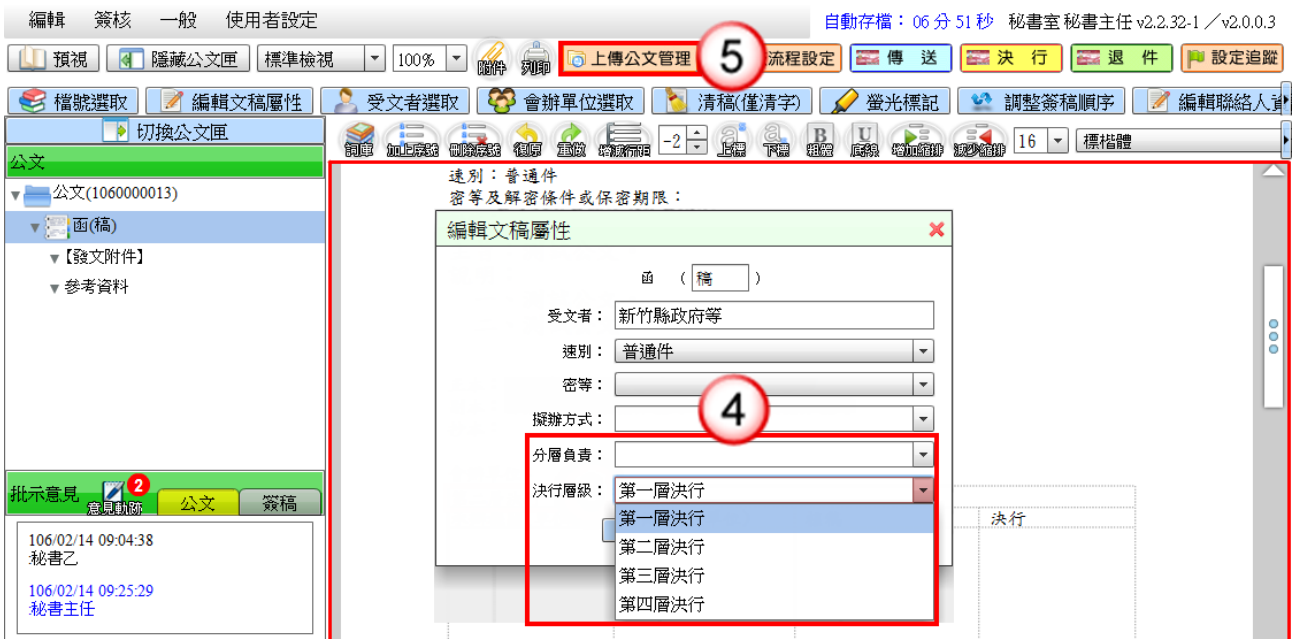 編輯 簽核 一般 使用者設定 自動存檔：06 分 51 秒 秘書室 秘書主任 v2.2.32-1 ／v2.0.0.3
預視 隱藏公文匣 標準檢視 100% 附件 列印 上傳公文管理 5 流程設定 傳 送 決 行 退 件 設定追蹤
檔號選取 編輯文稿屬性 受文者選取 會辦單位選取 清稿(僅清字) 螢光標記 調整簽稿順序 編輯聯絡人資
切換公文匣
詞庫 加上序號 刪除序號 復原 重做 縮減行距 -2 上標 下標 B 粗體 U 底線 增加縮排 減少縮排 16 標楷體
公文
公文(1060000013)
函(稿)
【發文附件】
參考資料
速別：普通件
密等及解密條件或保密期限：
編輯文稿屬性
函 (稿)
受文者： 新竹縣政府等
速別： 普通件
密等：
擬辦方式：
4
分層負責：
決行層級： 第一層決行
第一層決行
第二層決行
第三層決行
第四層決行
決行
批示意見 意見軌跡 2 公文 簽稿
106/02/14 09:04:38
秘書乙
106/02/14 09:25:29
秘書主任